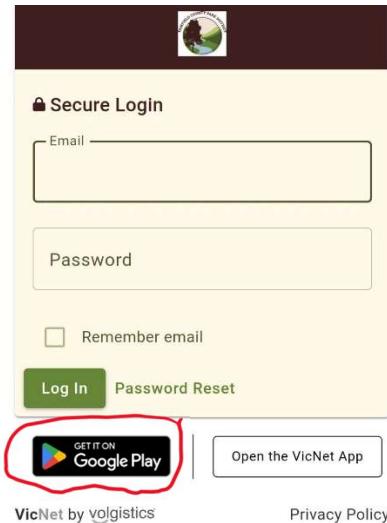 Secure Login
Email
Password
Remember email
Log In Password Reset
GET IT ON
Google Play
Open the VicNet App
VicNet by volgistics Privacy Policy